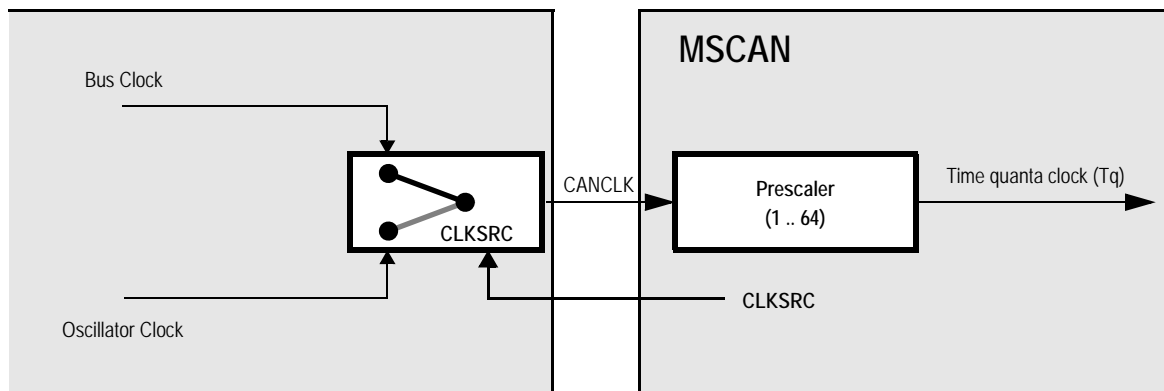 MSCAN
Bus Clock
CANCLK
Time quanta clock (Tq)
Prescaler
(1 .. 64)
CLKSRC
CLKSRC
Oscillator Clock